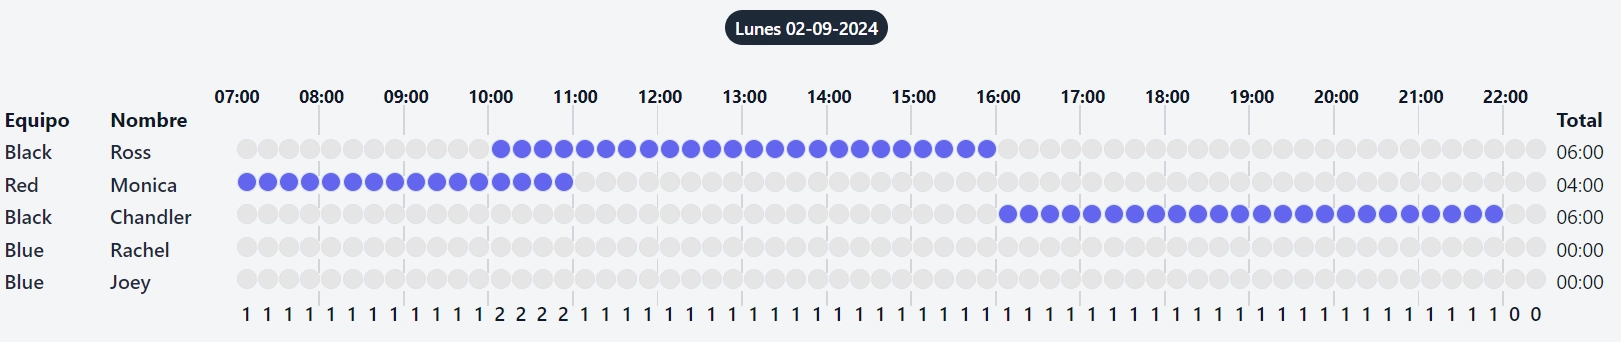 Lunes 02-09-2024
07:00 08:00 09:00 10:00 11:00 12:00 13:00 14:00 15:00 16:00 17:00 18:00 19:00 20:00 21:00 22:00
Equipo Nombre Total
Black Ross 06:00
Red Monica 04:00
Black Chandler 06:00
Blue Rachel 00:00
Blue Joey 00:00
1 1 1 1 1 1 1 1 1 1 1 1 2 2 2 2 1 1 1 1 1 1 1 1 1 1 1 1 1 1 1 1 1 1 1 1 1 1 1 1 1 1 1 1 1 1 1 1 1 1 1 1 1 1 1 1 1 1 1 1 0 0